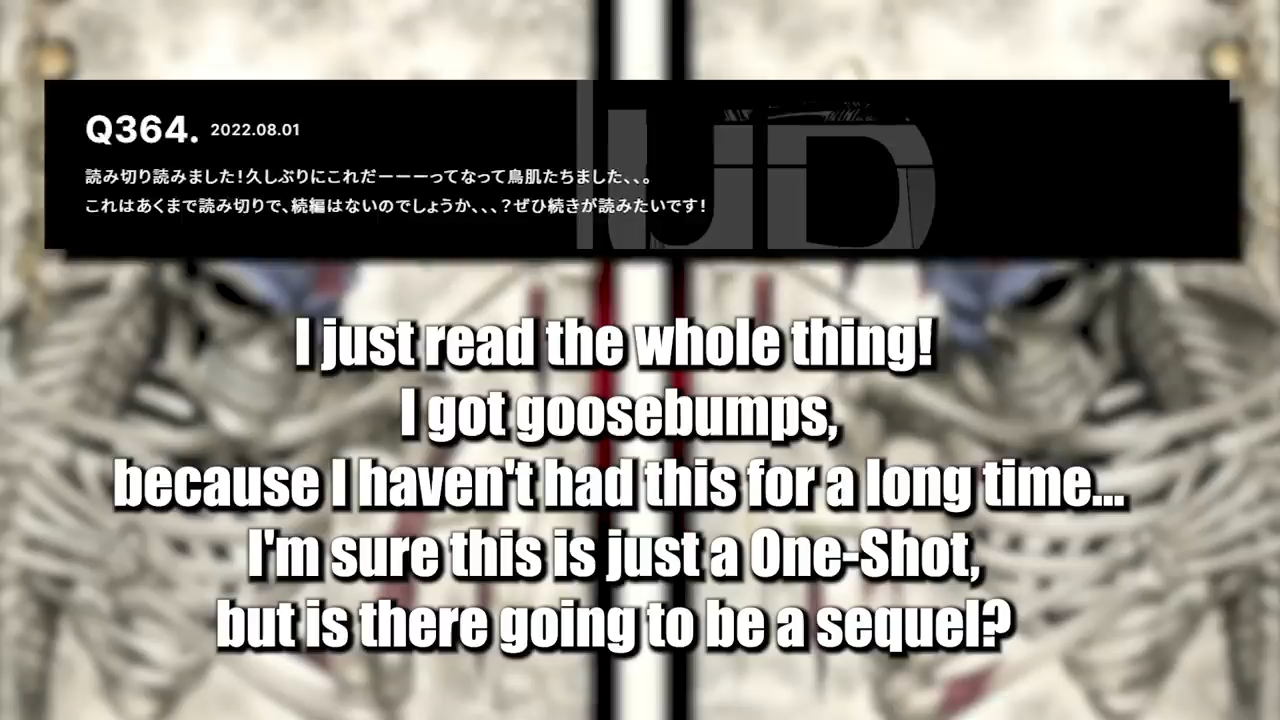 Q364. 2022.08.01
読み切り読みました！久しぶりにこれだーーーってなって鳥肌たちました、、。
これはあくまで読み切りで、続編はないのでしょうか、、、？ぜひ続きが読みたいです！
I just read the whole thing!
I got goosebumps,
because I haven't had this for a long time...
I'm sure this is just a One-Shot,
but is there going to be a sequel?